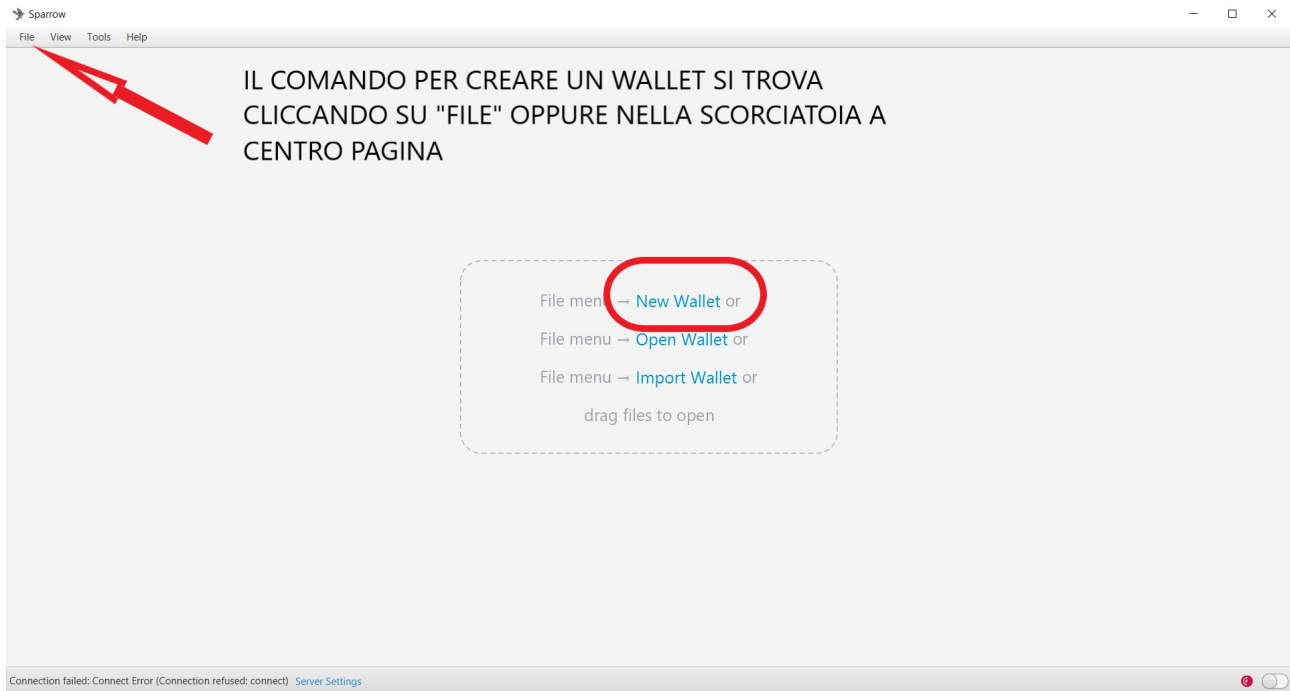 Sparrow
File View Tools Help
IL COMANDO PER CREARE UN WALLET SI TROVA
CLICCANDO SU "FILE" OPPURE NELLA SCORCIATOIA A
CENTRO PAGINA
File menu → New Wallet or
File menu → Open Wallet or
File menu → Import Wallet or
drag files to open
Connection failed: Connect Error (Connection refused: connect) Server Settings